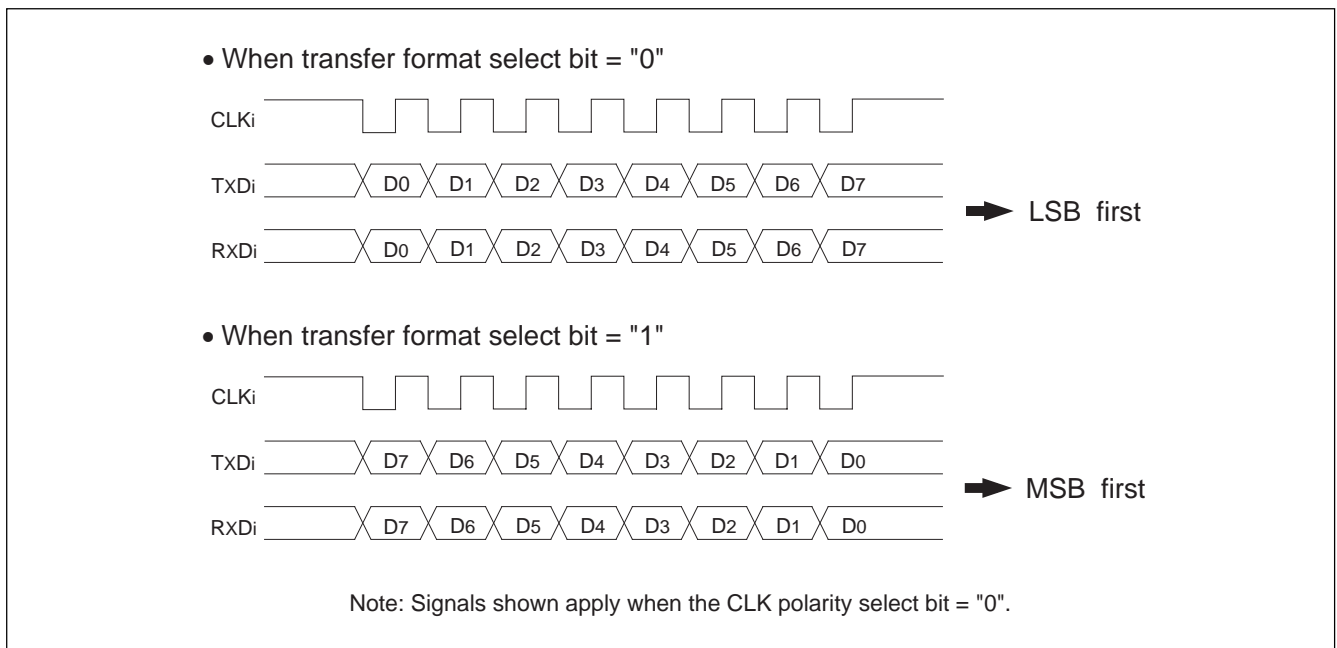 • When transfer format select bit = "0"
CLKi
TXDi D0 D1 D2 D3 D4 D5 D6 D7
LSB first
RXDi D0 D1 D2 D3 D4 D5 D6 D7
• When transfer format select bit = "1"
CLKi
TXDi D7 D6 D5 D4 D3 D2 D1 D0
MSB first
RXDi D7 D6 D5 D4 D3 D2 D1 D0
Note: Signals shown apply when the CLK polarity select bit = "0".